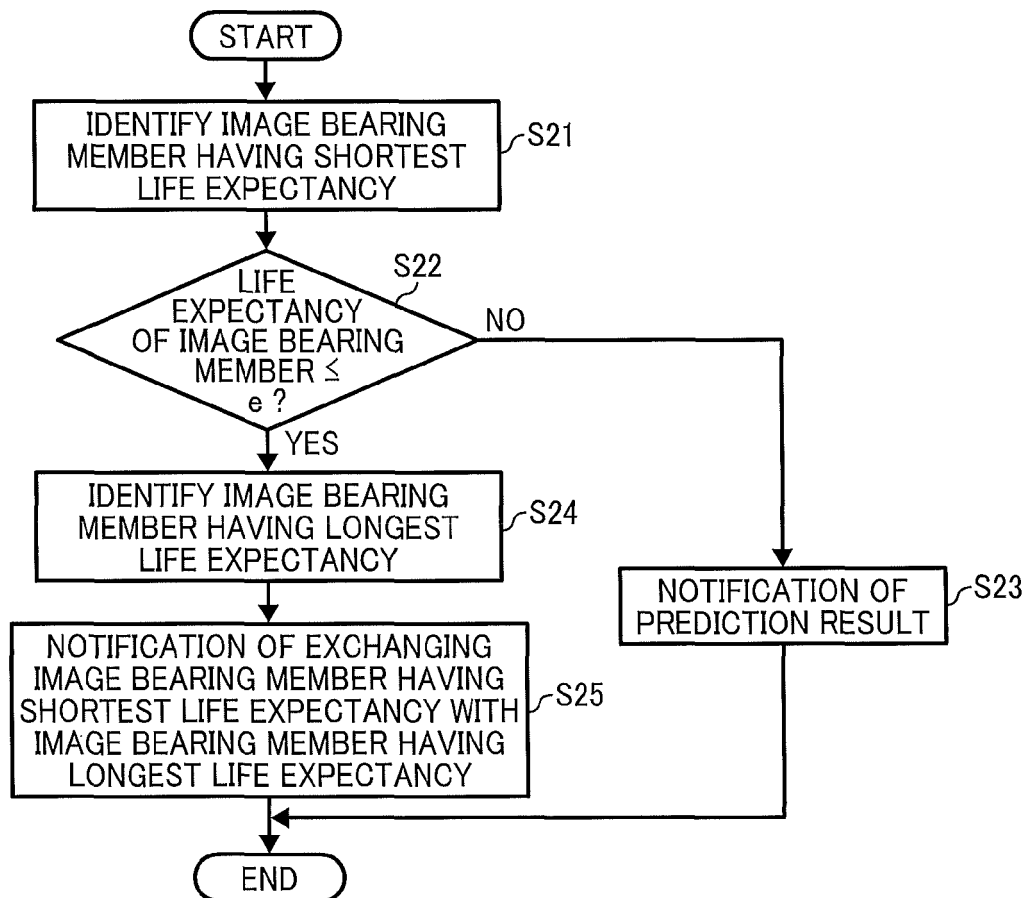 START
IDENTIFY IMAGE BEARING
MEMBER HAVING SHORTEST
LIFE EXPECTANCY
S21
LIFE
EXPECTANCY
OF IMAGE BEARING
MEMBER ≦
e ?
S22
NO
YES
IDENTIFY IMAGE BEARING
MEMBER HAVING LONGEST
LIFE EXPECTANCY
S24
NOTIFICATION OF
PREDICTION RESULT
S23
NOTIFICATION OF EXCHANGING
IMAGE BEARING MEMBER HAVING
SHORTEST LIFE EXPECTANCY WITH
IMAGE BEARING MEMBER HAVING
LONGEST LIFE EXPECTANCY
S25
END